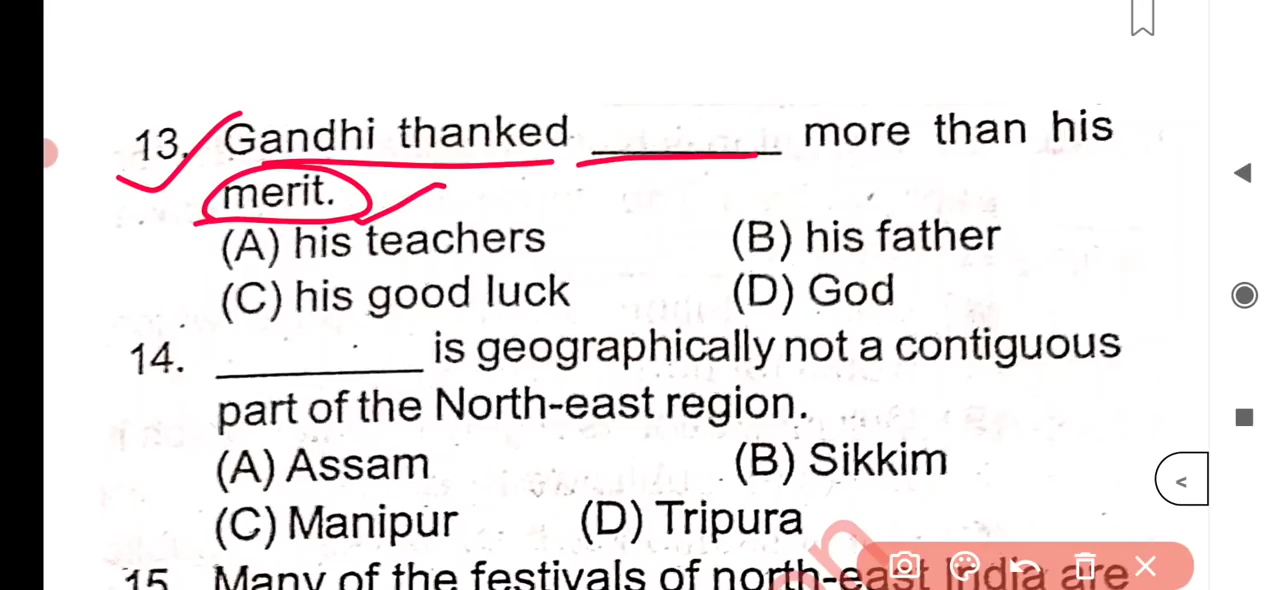 13. Gandhi thanked ________ more than his
merit.
(A) his teachers (B) his father
(C) his good luck (D) God
14. ________ is geographically not a contiguous
part of the North-east region.
(A) Assam (B) Sikkim
(C) Manipur (D) Tripura
15. Many of the festivals of north-east India are